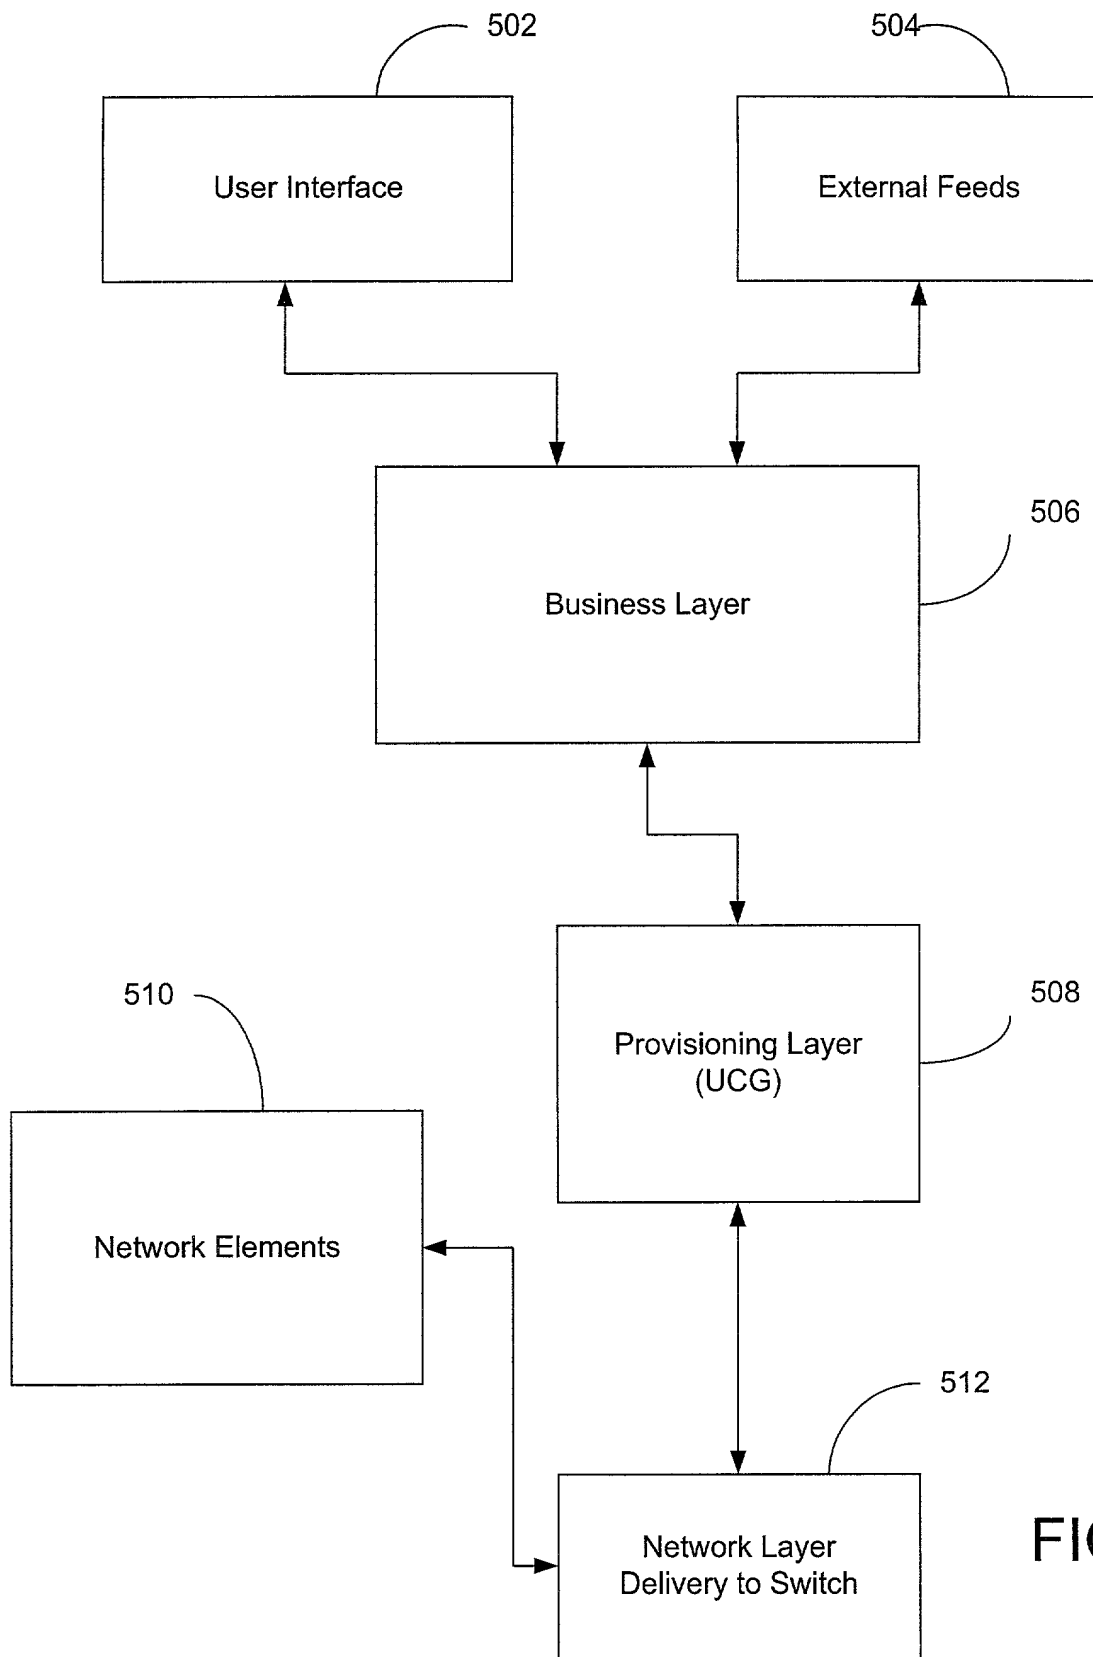 502
504
User Interface
External Feeds
506
Business Layer
510
508
Provisioning Layer
(UCG)
Network Elements
512
Network Layer
Delivery to Switch